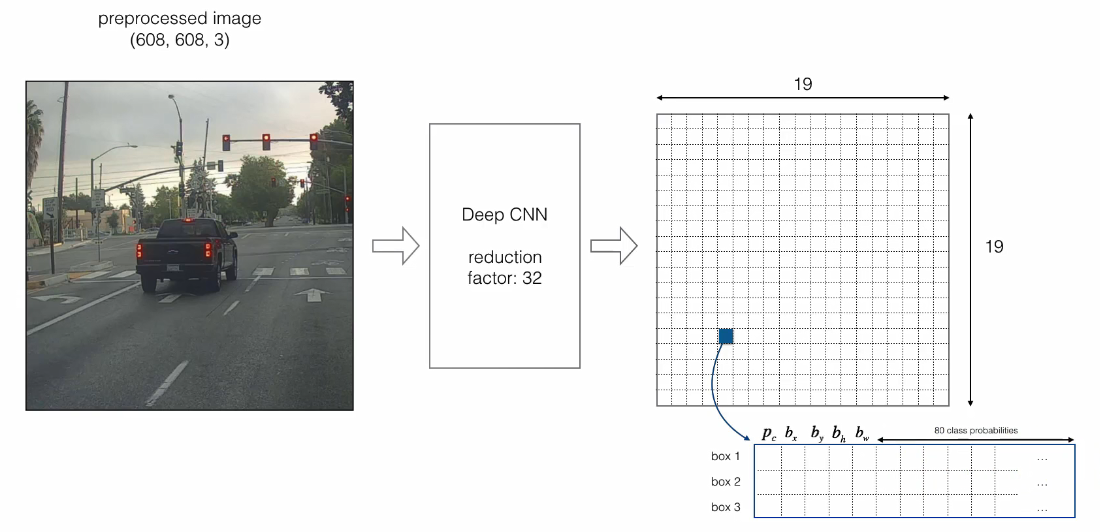 preprocessed image
(608, 608, 3)
19
Deep CNN
reduction
factor: 32
19
p_c b_x b_y b_h b_w 80 class probabilities
box 1 ...
box 2 ...
box 3 ...